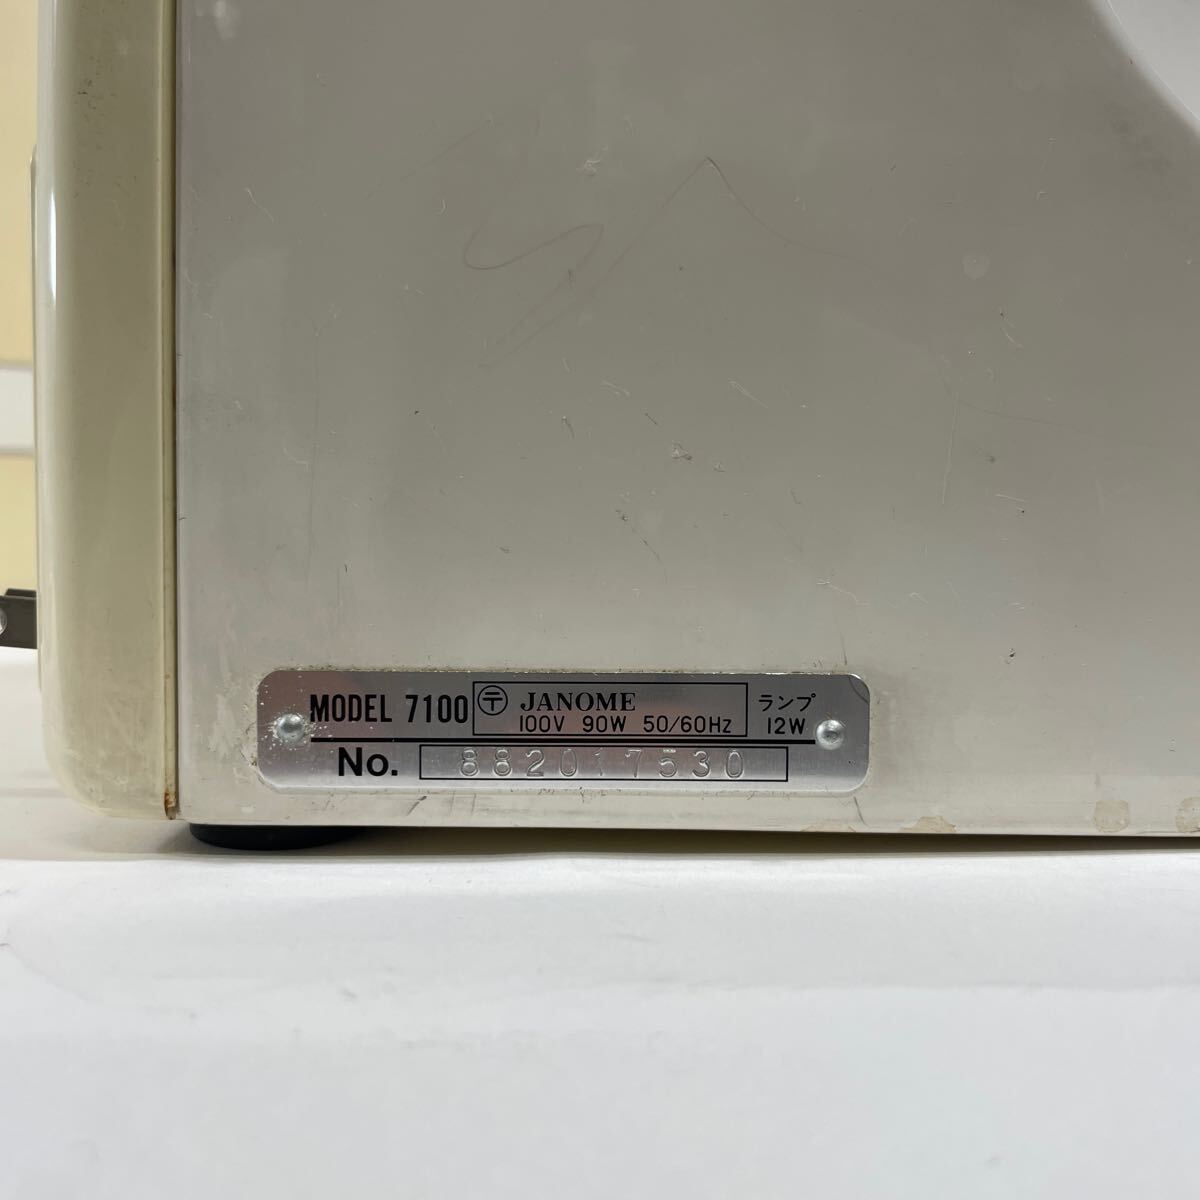 MODEL 7100 〒 JANOME ランプ
100V 90W 50/60Hz 12W
No. 882017530